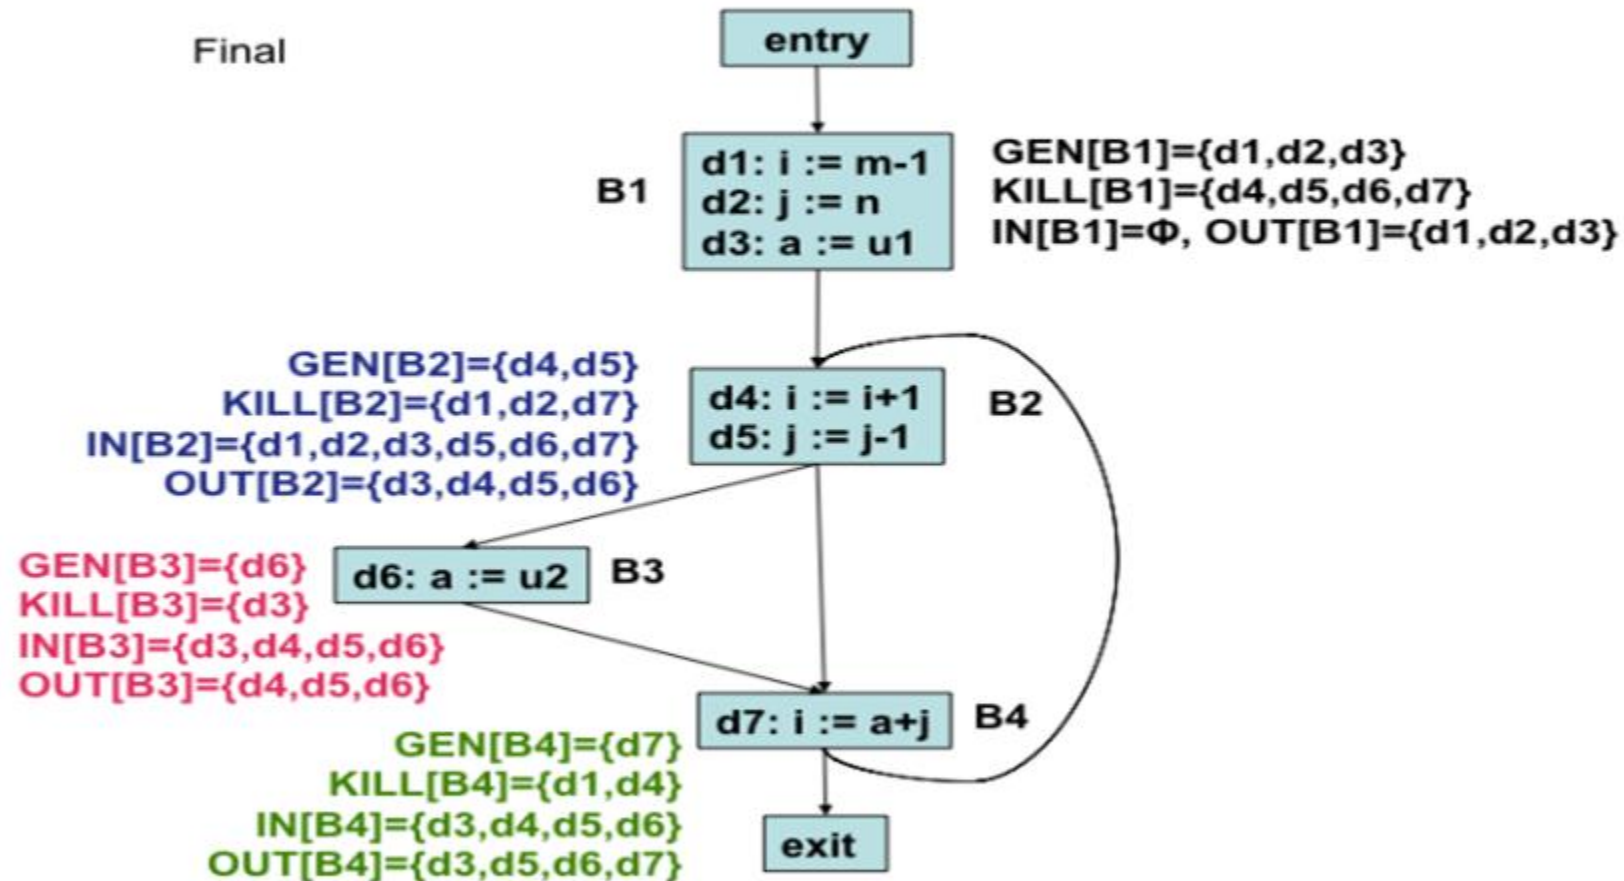 Final
entry
B1
d1: i := m-1
d2: j := n
d3: a := u1
GEN[B1]={d1,d2,d3}
KILL[B1]={d4,d5,d6,d7}
IN[B1]=Φ, OUT[B1]={d1,d2,d3}
GEN[B2]={d4,d5}
KILL[B2]={d1,d2,d7}
IN[B2]={d1,d2,d3,d5,d6,d7}
OUT[B2]={d3,d4,d5,d6}
d4: i := i+1
d5: j := j-1
B2
GEN[B3]={d6}
KILL[B3]={d3}
IN[B3]={d3,d4,d5,d6}
OUT[B3]={d4,d5,d6}
d6: a := u2
B3
d7: i := a+j
B4
GEN[B4]={d7}
KILL[B4]={d1,d4}
IN[B4]={d3,d4,d5,d6}
OUT[B4]={d3,d5,d6,d7}
exit